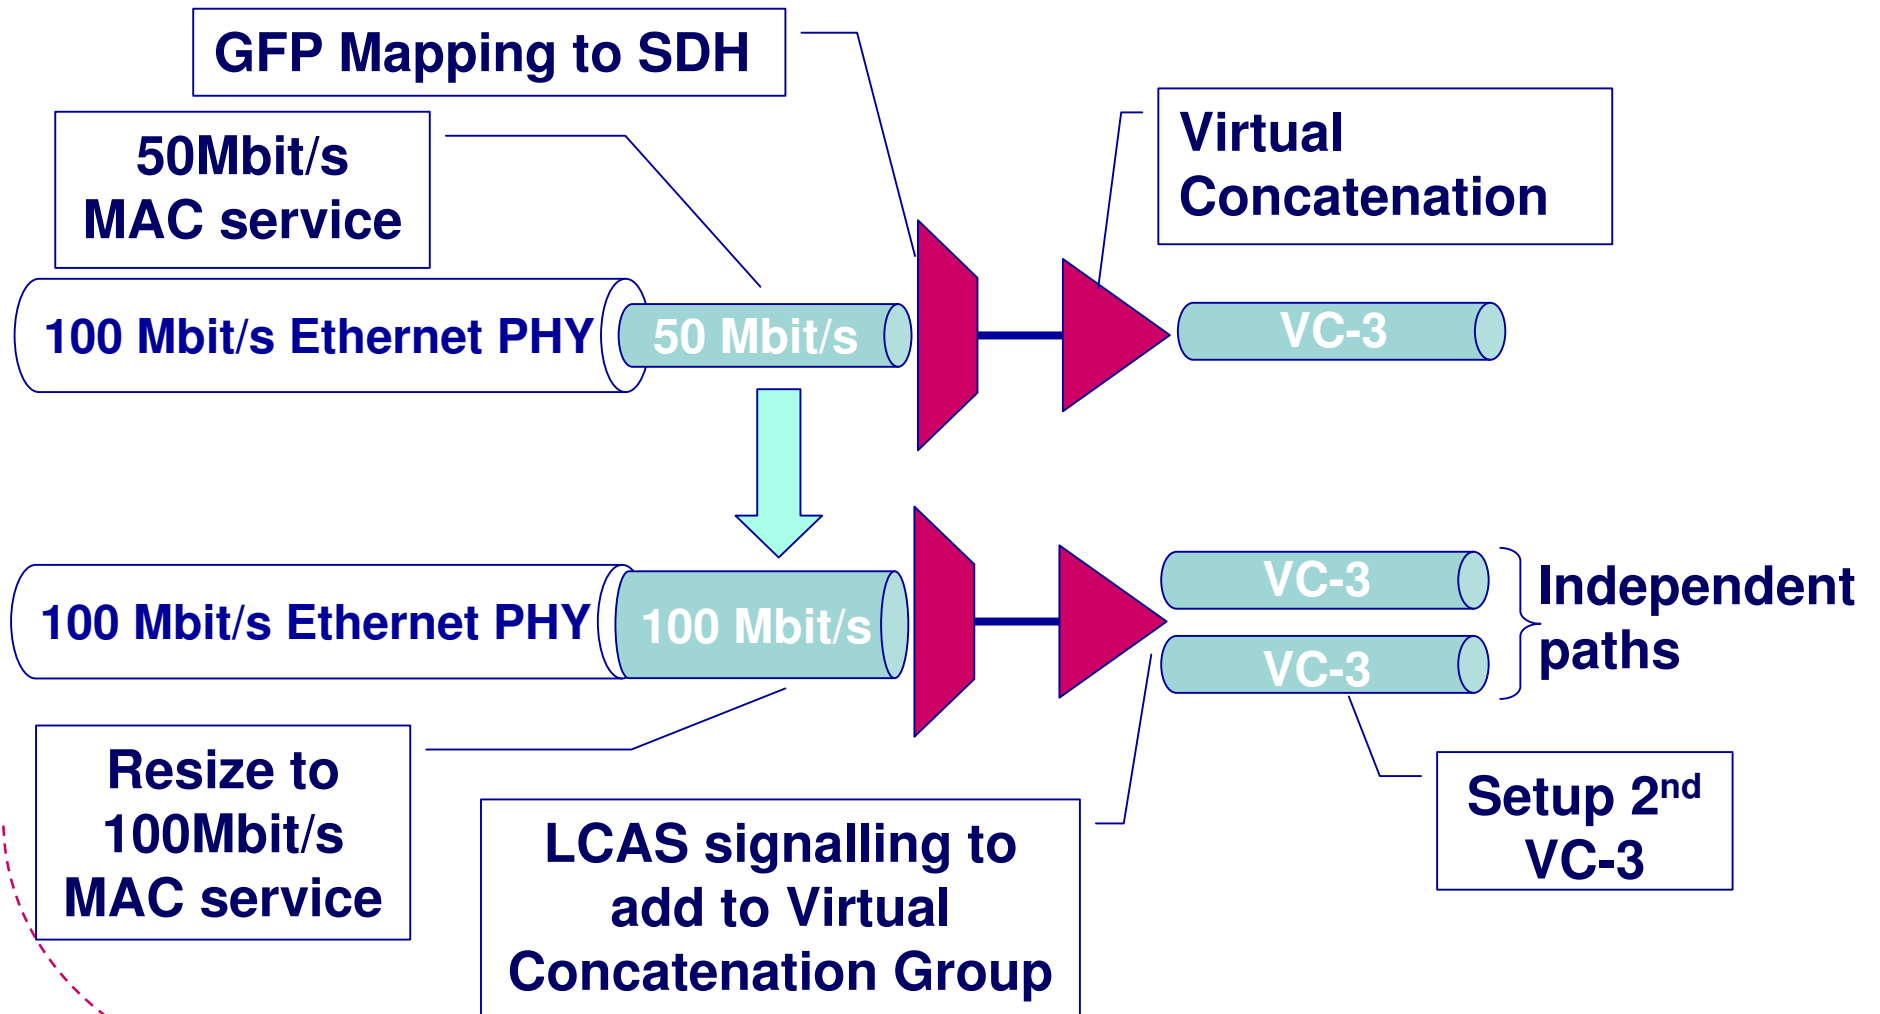 GFP Mapping to SDH
50Mbit/s
MAC service
Virtual
Concatenation
100 Mbit/s Ethernet PHY
50 Mbit/s
VC-3
100 Mbit/s Ethernet PHY
100 Mbit/s
VC-3
VC-3
Independent
paths
Resize to
100Mbit/s
MAC service
LCAS signalling to
add to Virtual
Concatenation Group
Setup 2nd
VC-3